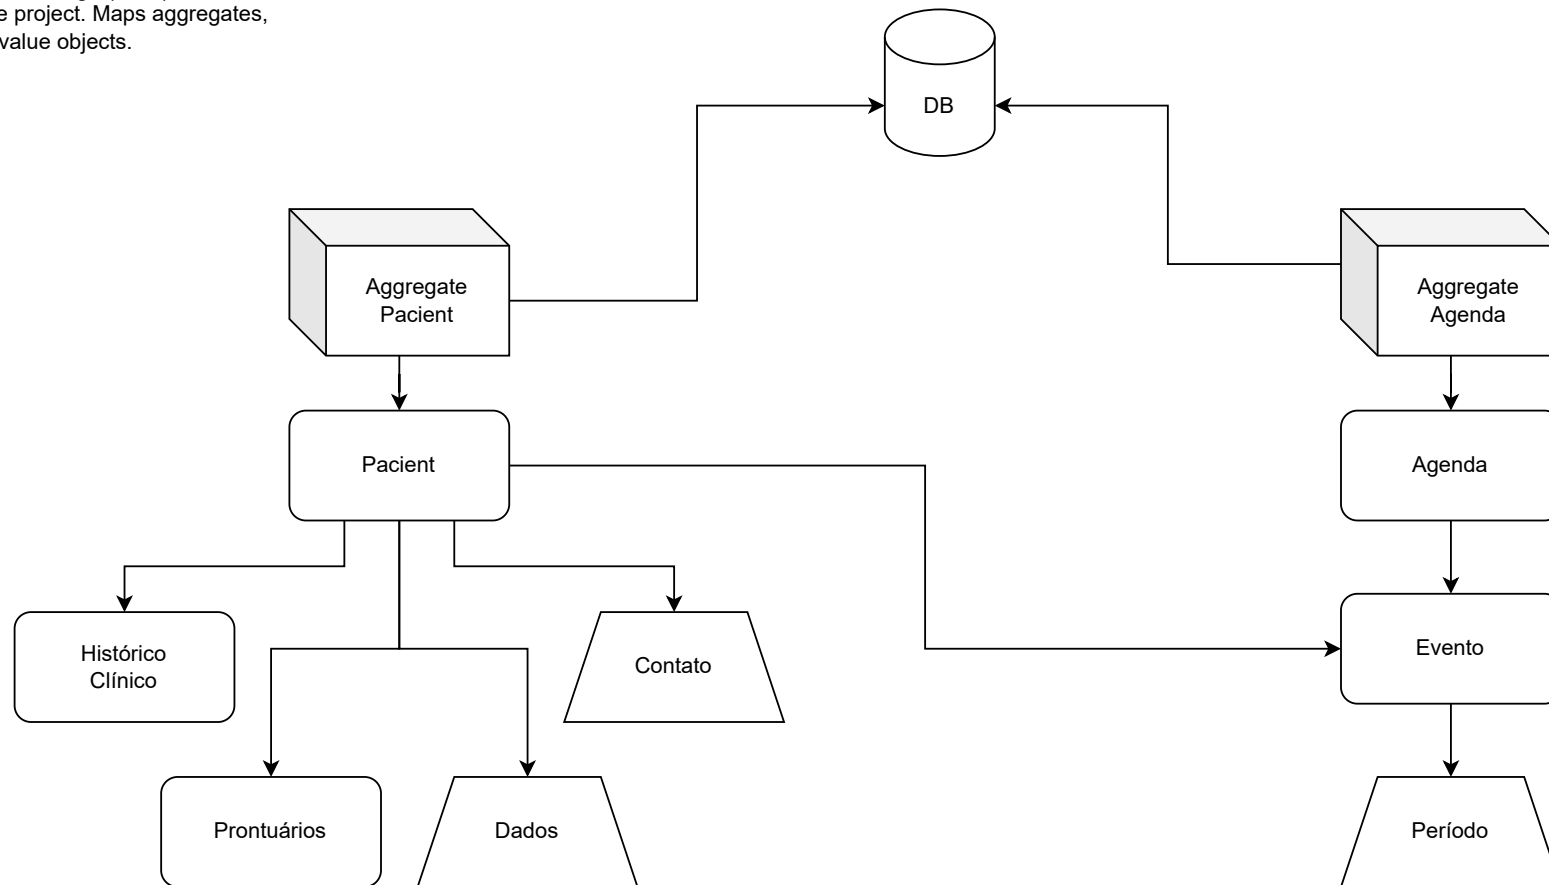 e project. Maps aggregates,
value objects.
DB
Aggregate
Pacient
Aggregate
Agenda
Pacient
Agenda
Histórico
Clínico
Contato
Evento
Prontuários
Dados
Período